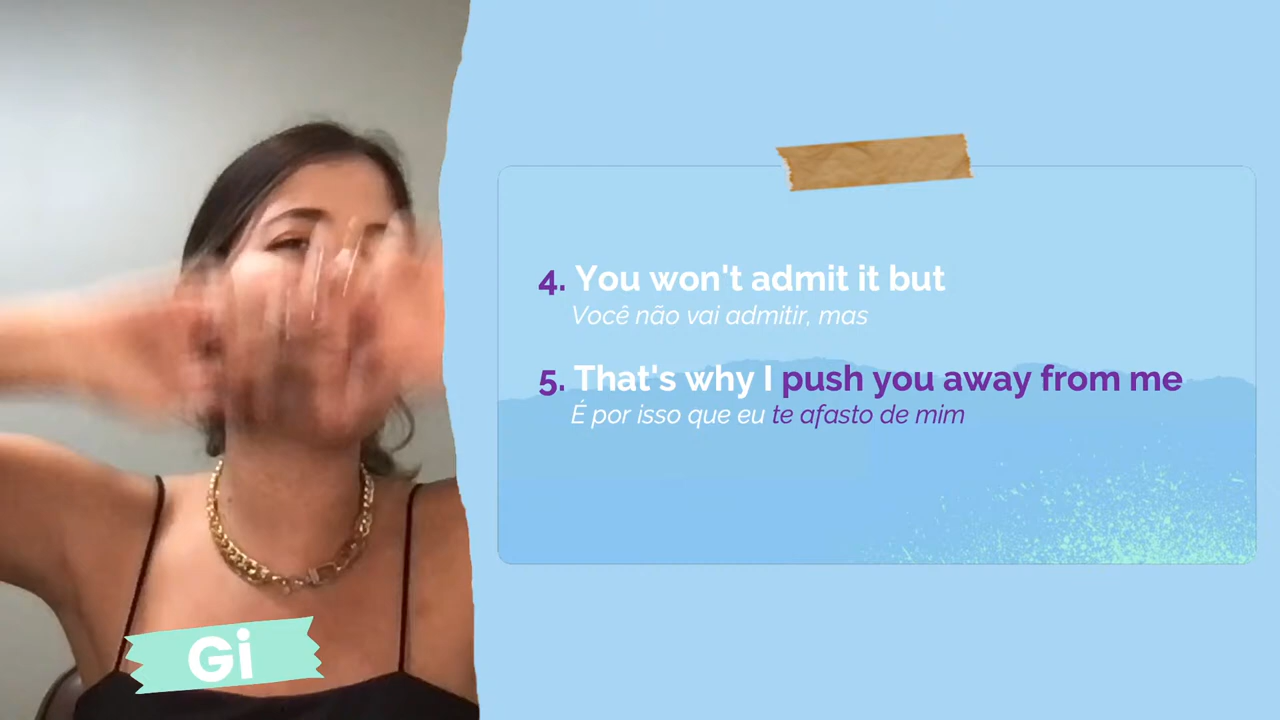 4. You won't admit it but
Você não vai admitir, mas
5. That's why I push you away from me
É por isso que eu te afasto de mim
Gi